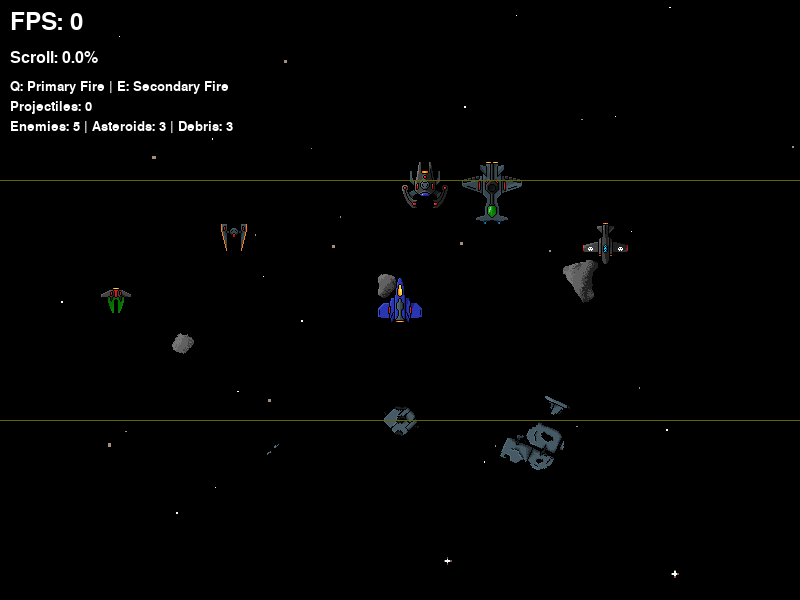 FPS: 0
Scroll: 0.0%
Q: Primary Fire | E: Secondary Fire
Projectiles: 0
Enemies: 5 | Asteroids: 3 | Debris: 3